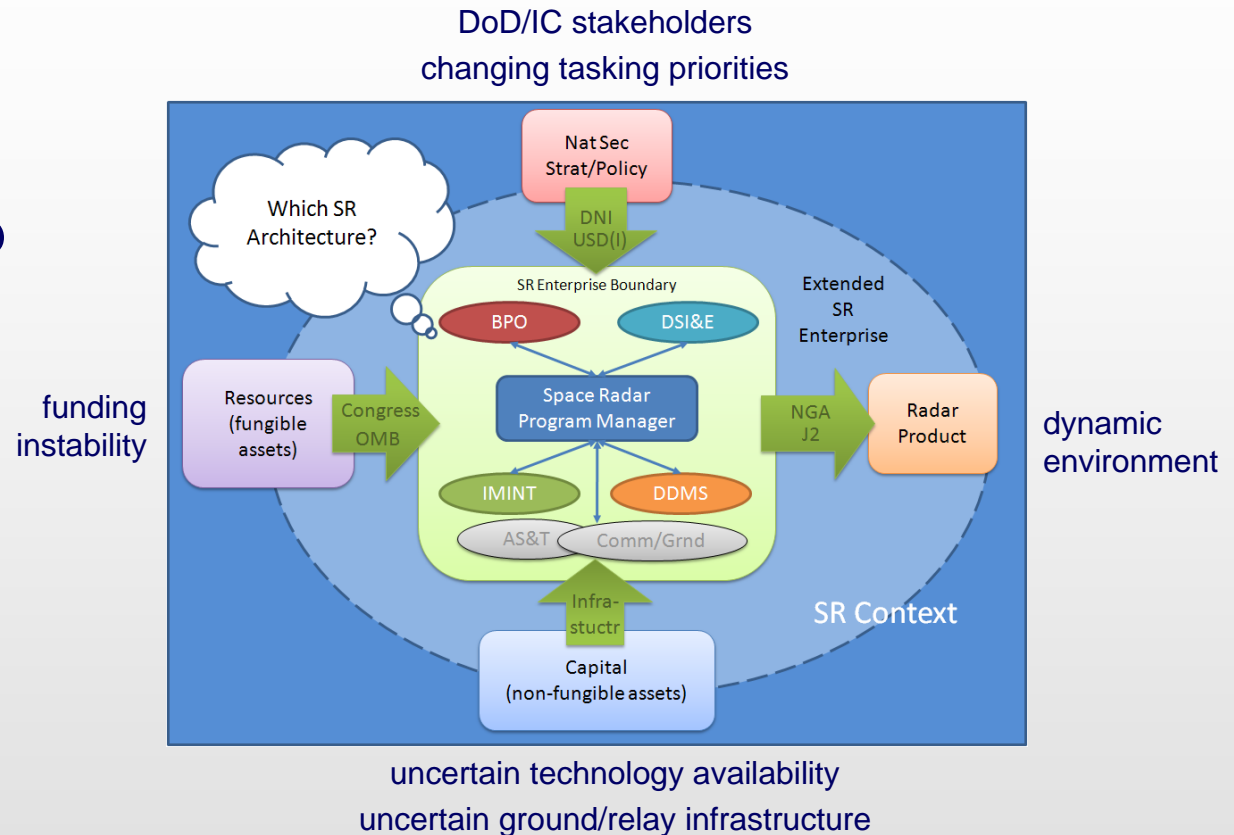 DoD/IC stakeholders
changing tasking priorities
Nat Sec
Strat/Policy
Which SR
Architecture?
DNI
USD(I)
SR Enterprise Boundary
Extended
SR
Enterprise
BPO
DSI&E
funding
instability
Resources
(fungible
assets)
Congress
OMB
Space Radar
Program Manager
NGA
J2
Radar
Product
dynamic
environment
IMINT
DDMS
AS&T
Comm/Grnd
Infra-
stuctr
SR Context
Capital
(non-fungible assets)
uncertain technology availability
uncertain ground/relay infrastructure